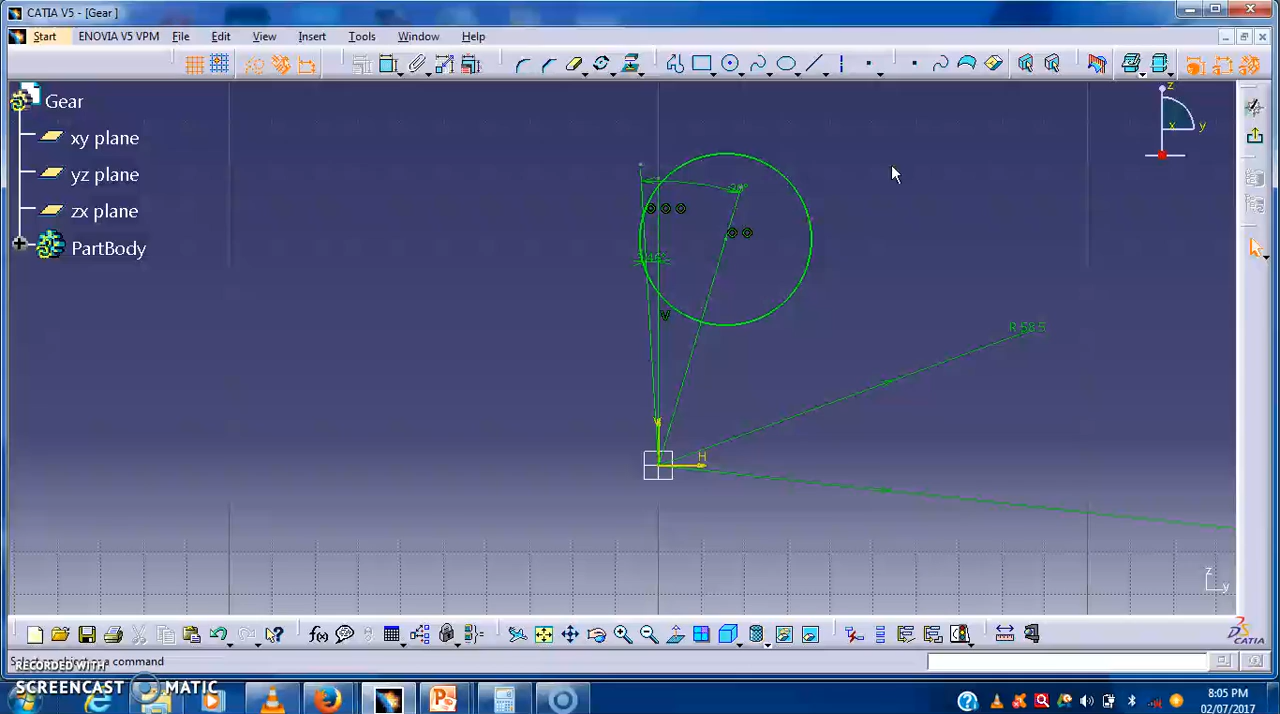 CATIA V5 - [Gear ]
Start ENOVIA V5 VPM File Edit View Insert Tools Window Help
Gear
xy plane
yz plane
zx plane
PartBody
z
x y
V
R 58.5
V
H
z
y
CATIA
RECORDED WITH
SCREENCAST MATIC
a command
8:05 PM
02/07/2017